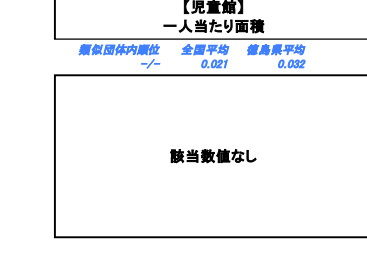 【児童館】
一人当たり面積
類似団体内順位 全国平均 徳島県平均
-/- 0.021 0.032
該当数値なし